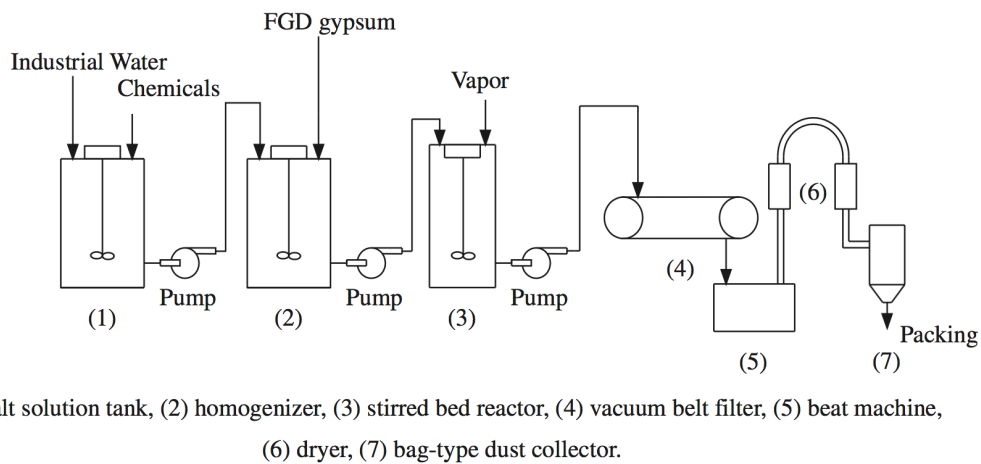 FGD gypsum
Industrial Water
Chemicals
Vapor
(6)
(4)
Pump
Pump
Pump
(1)
(2)
(3)
Packing
(5)
(7)
solution tank, (2) homogenizer, (3) stirred bed reactor, (4) vacuum belt filter, (5) beat machine,
(6) dryer, (7) bag-type dust collector.